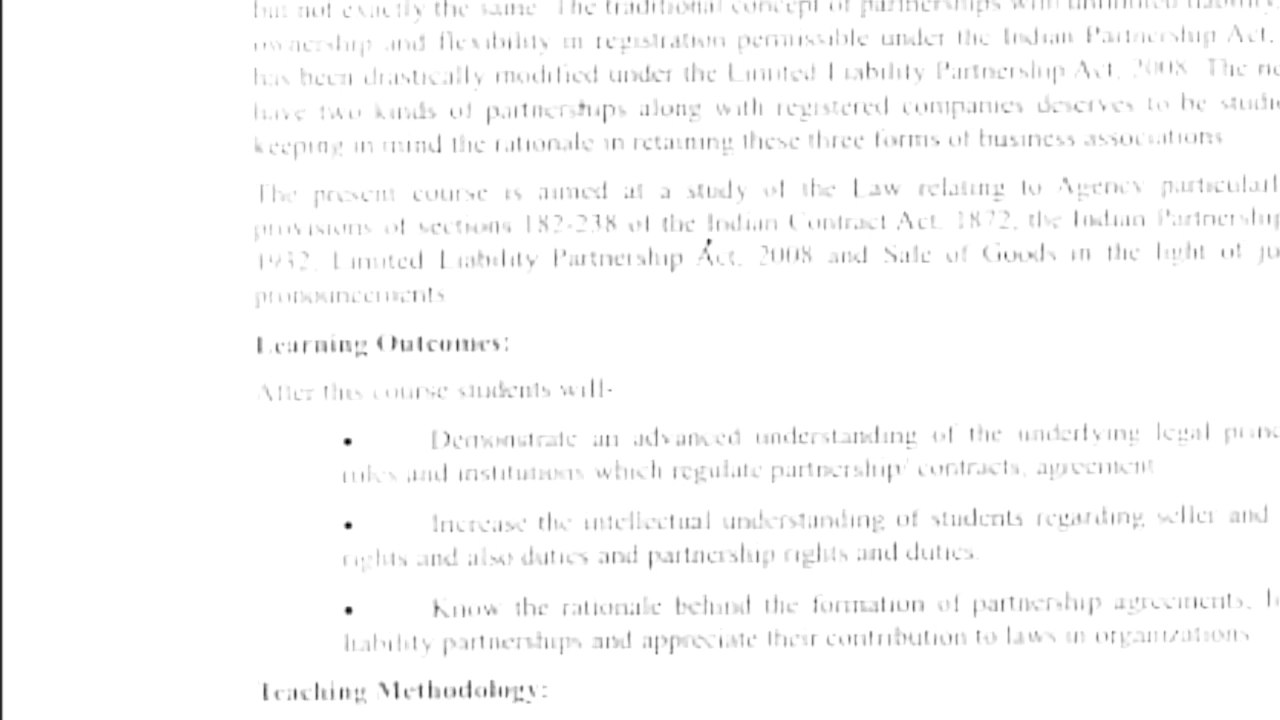 but not exactly the same. The traditional concept of partnerships with unlimited liability,
ownership and flexibility in registration permissible under the Indian Partnership Act,
has been drastically modified under the Limited Liability Partnership Act, 2008. The
have two kinds of partnerships along with registered companies deserves to be
keeping in mind the rationale in retaining these three forms of business associations
The present course is aimed at a study of the Law relating to Agency
provisions of sections 182-238 of the Indian Contract Act, 1872, the Indian Partnership
1932, Limited Liability Partnership Act, 2008 and Sale of Goods in the light of
pronouncements
Learning Outcomes:
After this course students will-
• Demonstrate an advanced understanding of the underlying legal
rules and institutions which regulate partnership/ contracts, agreement
• Increase the intellectual understanding of students regarding seller and
rights and also duties and partnership rights and duties.
• Know the rationale behind the formation of partnership agreements,
liability partnerships and appreciate their contribution to laws in organizations
Teaching Methodology: